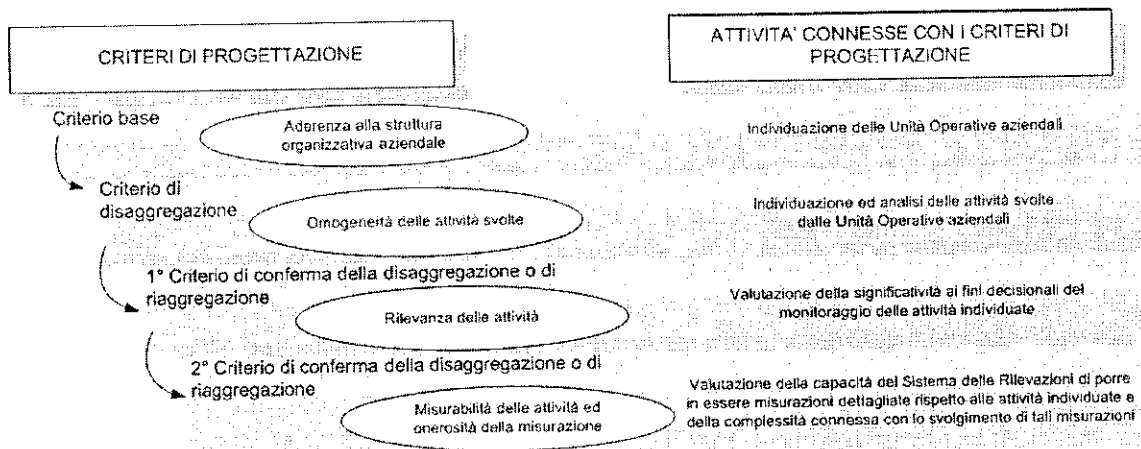 CRITERI DI PROGETTAZIONE
ATTIVITA' CONNESSE CON I CRITERI DI
PROGETTAZIONE
Criterio base
Aderenza alla struttura
organizzativa aziendale
Individuazione delle Unità Operative aziendali
Criterio di
disaggregazione
Omogeneità delle attività svolte
Individuazione ed analisi delle attività svolte
dalle Unità Operative aziendali
1° Criterio di conferma della disaggregazione o di
riaggregazione
Rilevanza delle attività
Valutazione della significatività ai fini decisionali del
monitoraggio delle attività individuate
2° Criterio di conferma della disaggregazione o di
riaggregazione
Misurabilità delle attività ed
onerosità della misurazione
Valutazione della capacità del Sistema delle Rilevazioni di porre
in essere misurazioni dettagliate rispetto alle attività individuate e
della complessità connessa con lo svolgimento di tali misurazioni